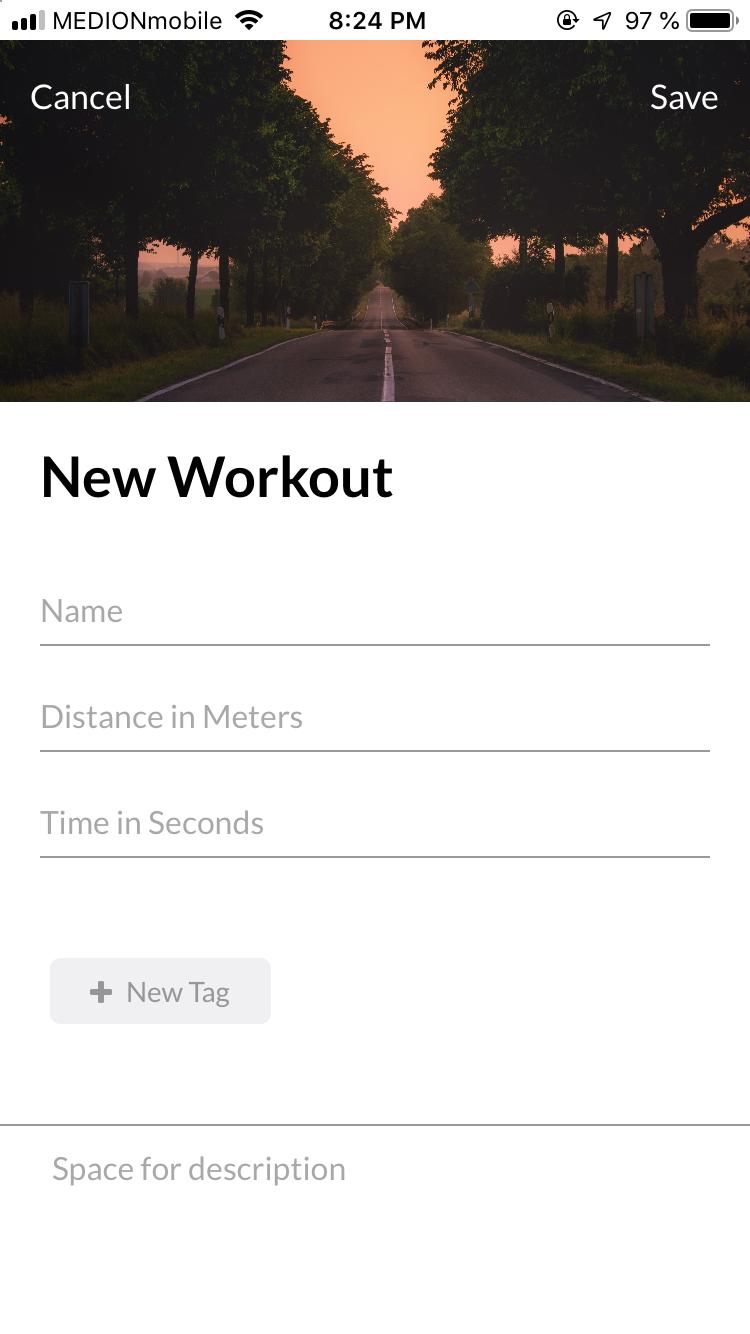 MEDIONmobile 8:24 PM 97 %
Cancel Save
New Workout
Name
Distance in Meters
Time in Seconds
New Tag
Space for description